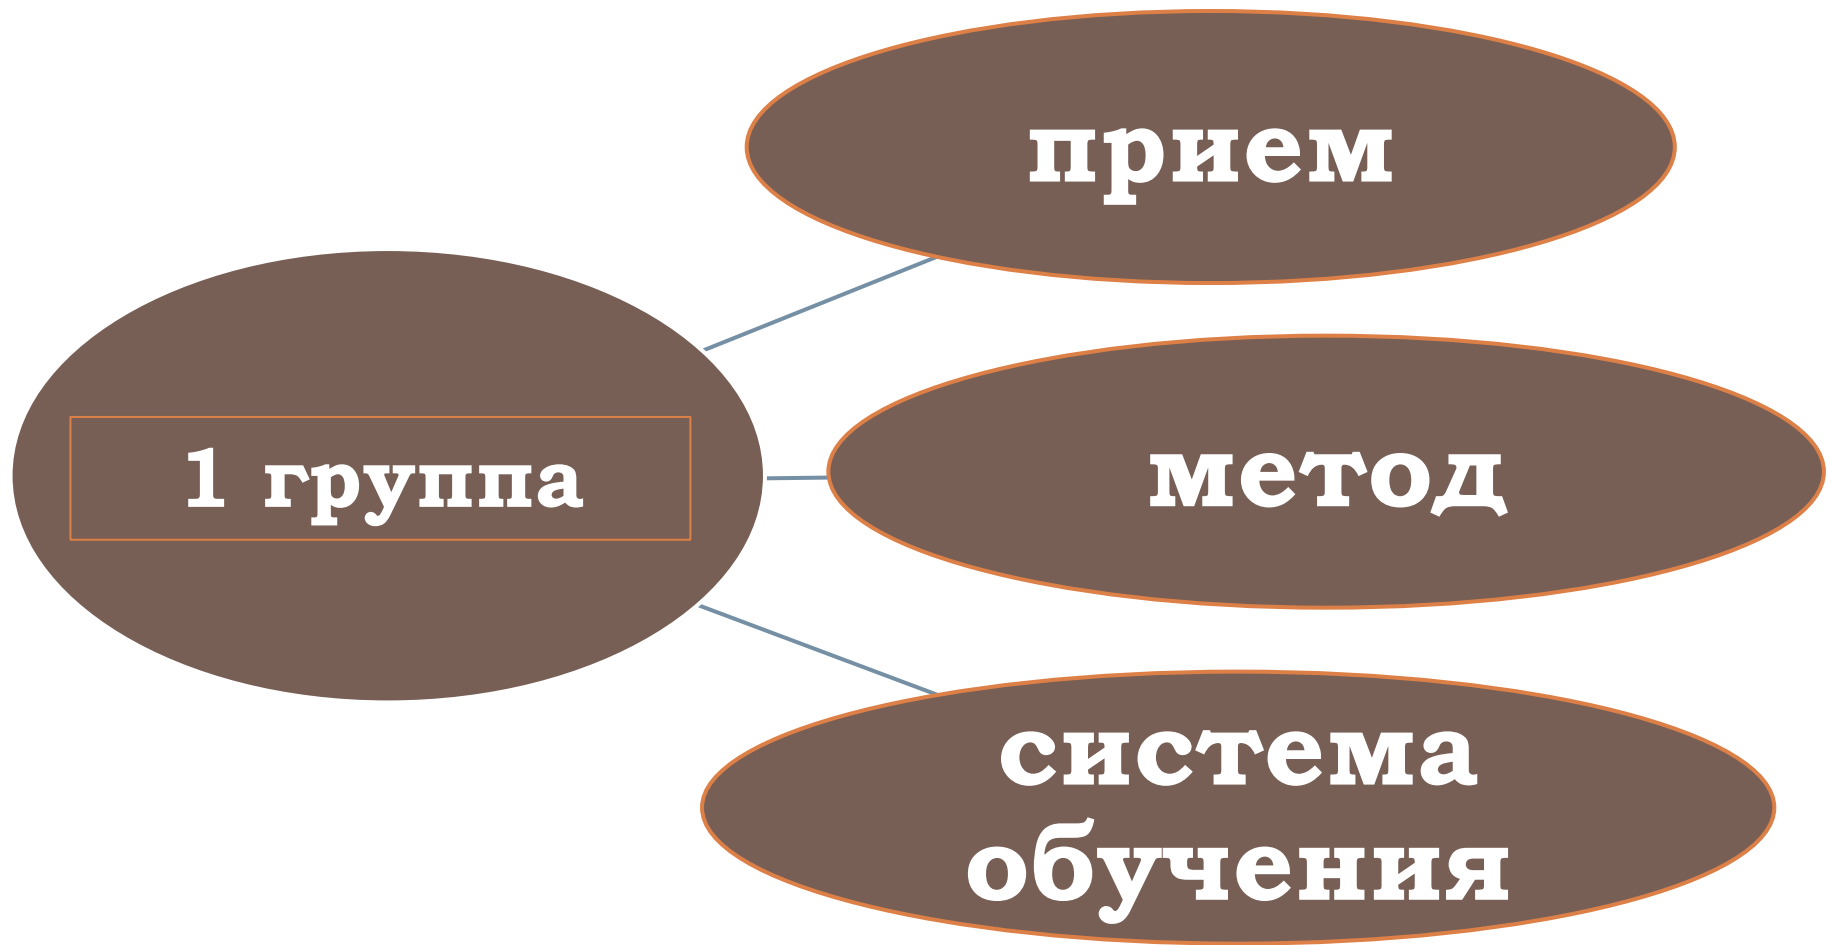 прием
1 группа
метод
система
обучения